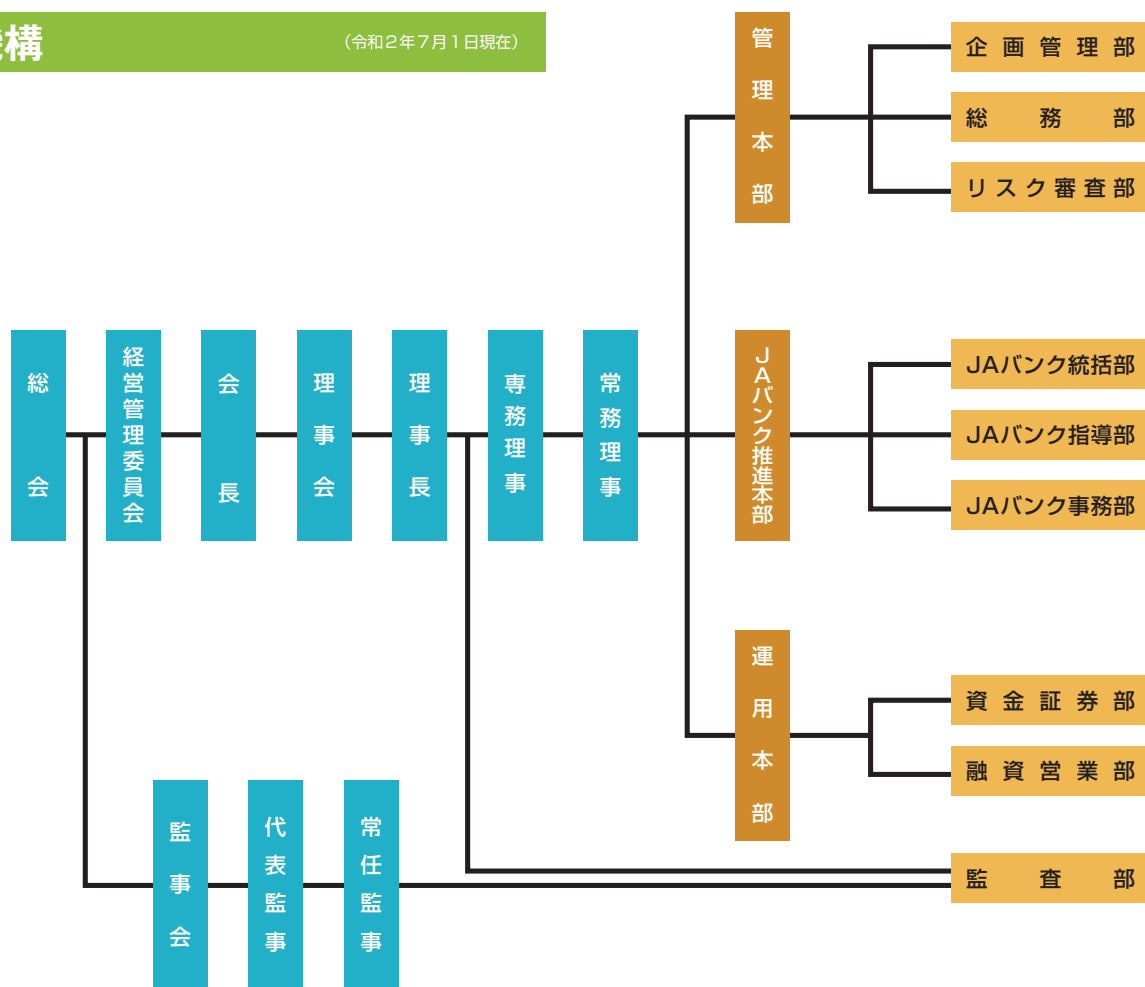 構
（令和2年7月1日現在）
総会
経営管理委員会
会長
理事会
理事長
専務理事
常務理事
管理本部
企画管理部
総務部
リスク審査部
JAバンク推進本部
JAバンク統括部
JAバンク指導部
JAバンク事務部
運用本部
資金証券部
融資営業部
監事会
代表監事
常任監事
監査部